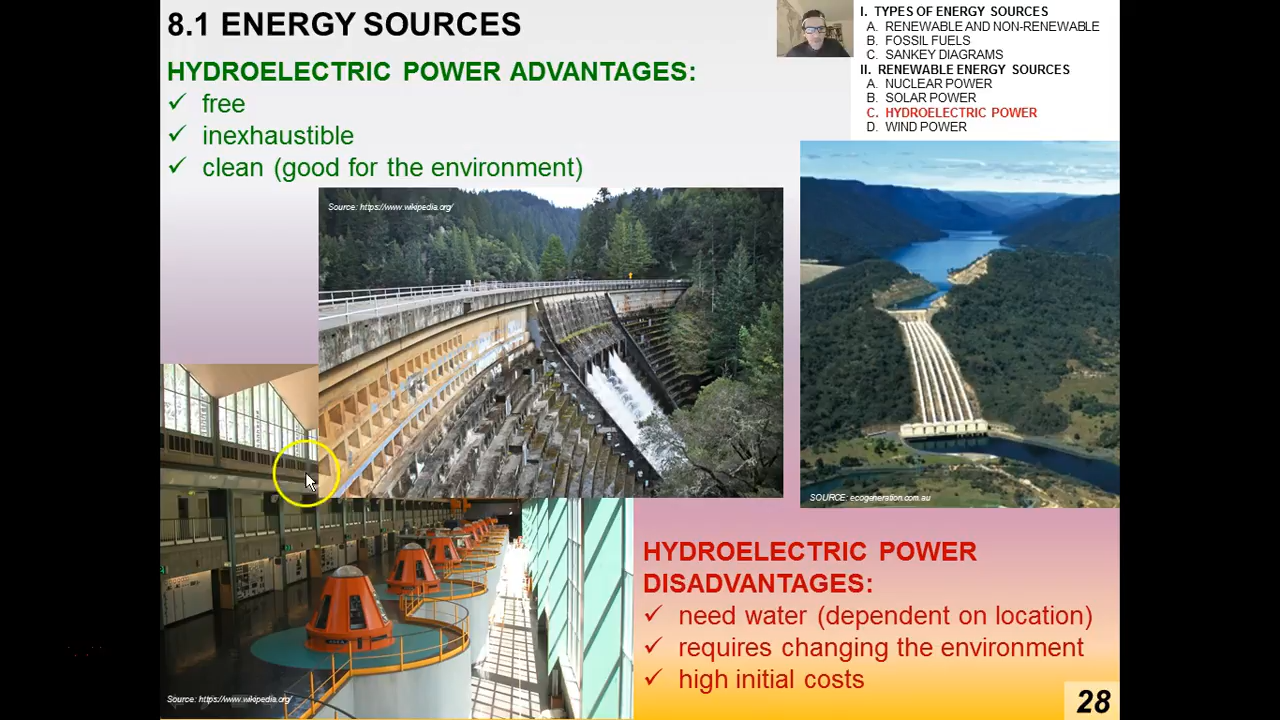 8.1 ENERGY SOURCES
HYDROELECTRIC POWER ADVANTAGES:
✓ free
✓ inexhaustible
✓ clean (good for the environment)
I. TYPES OF ENERGY SOURCES
A. RENEWABLE AND NON-RENEWABLE
B. FOSSIL FUELS
C. SANKEY DIAGRAMS
II. RENEWABLE ENERGY SOURCES
A. NUCLEAR POWER
B. SOLAR POWER
C. HYDROELECTRIC POWER
D. WIND POWER
Source: https://www.wikipedia.org/
SOURCE: ecogeneration.com.au
Source: https://www.wikipedia.org/
HYDROELECTRIC POWER
DISADVANTAGES:
✓ need water (dependent on location)
✓ requires changing the environment
✓ high initial costs
28